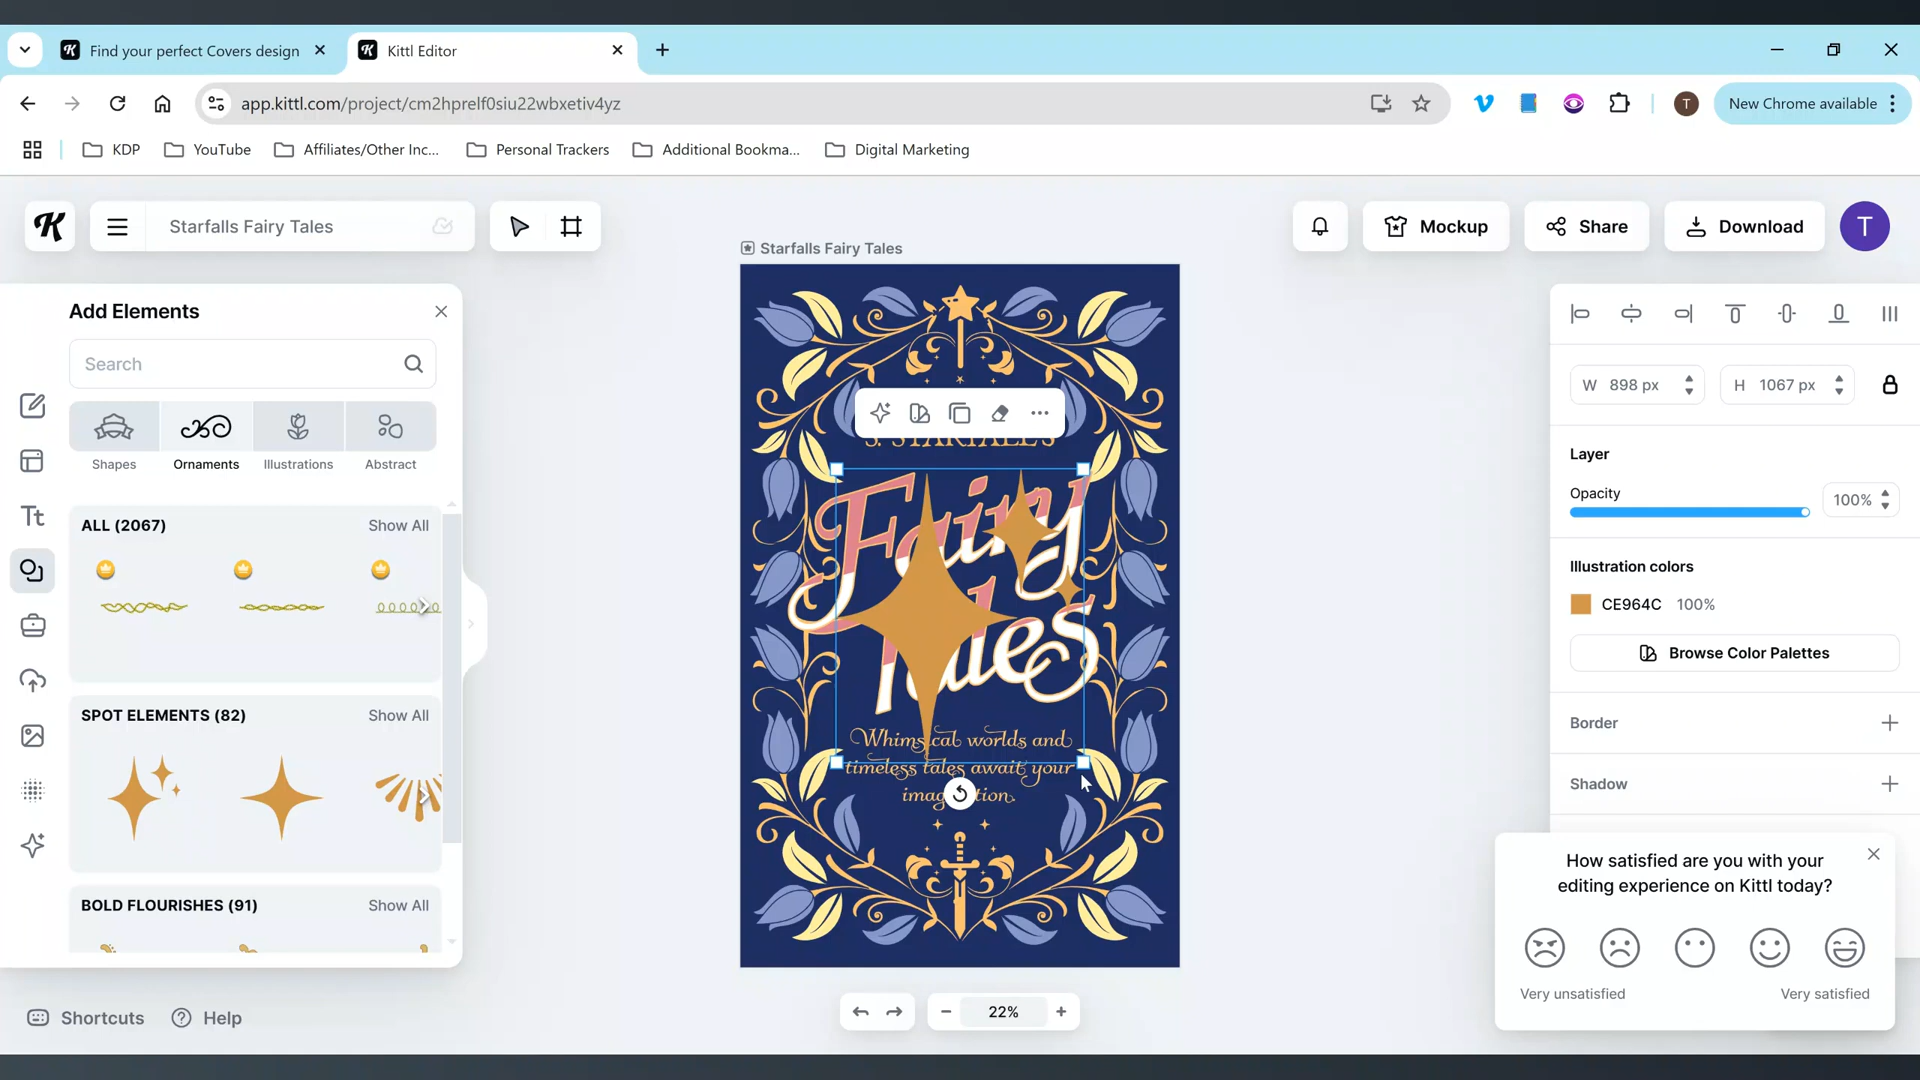 Find your perfect Covers design
Kittl Editor
app.kittl.com/project/cm2hprelf0siu22wbxetiv4yz
T
New Chrome available
KDP
YouTube
Affiliates/Other Inc...
Personal Trackers
Additional Bookma...
Digital Marketing
Starfalls Fairy Tales
Mockup
Share
Download
T
Starfalls Fairy Tales
Add Elements
Search
Shapes
Ornaments
Illustrations
Abstract
ALL (2067)
Show All
SPOT ELEMENTS (82)
Show All
BOLD FLOURISHES (91)
Show All
Shortcuts
Help
S. STARFALL'S
Fairy
Tales
Whimsical worlds and
timeless tales await your
imagination.
22%
W 898 px
H 1067 px
Layer
Opacity
100%
Illustration colors
CE964C 100%
Browse Color Palettes
Border
Shadow
How satisfied are you with your
editing experience on Kittl today?
Very unsatisfied
Very satisfied